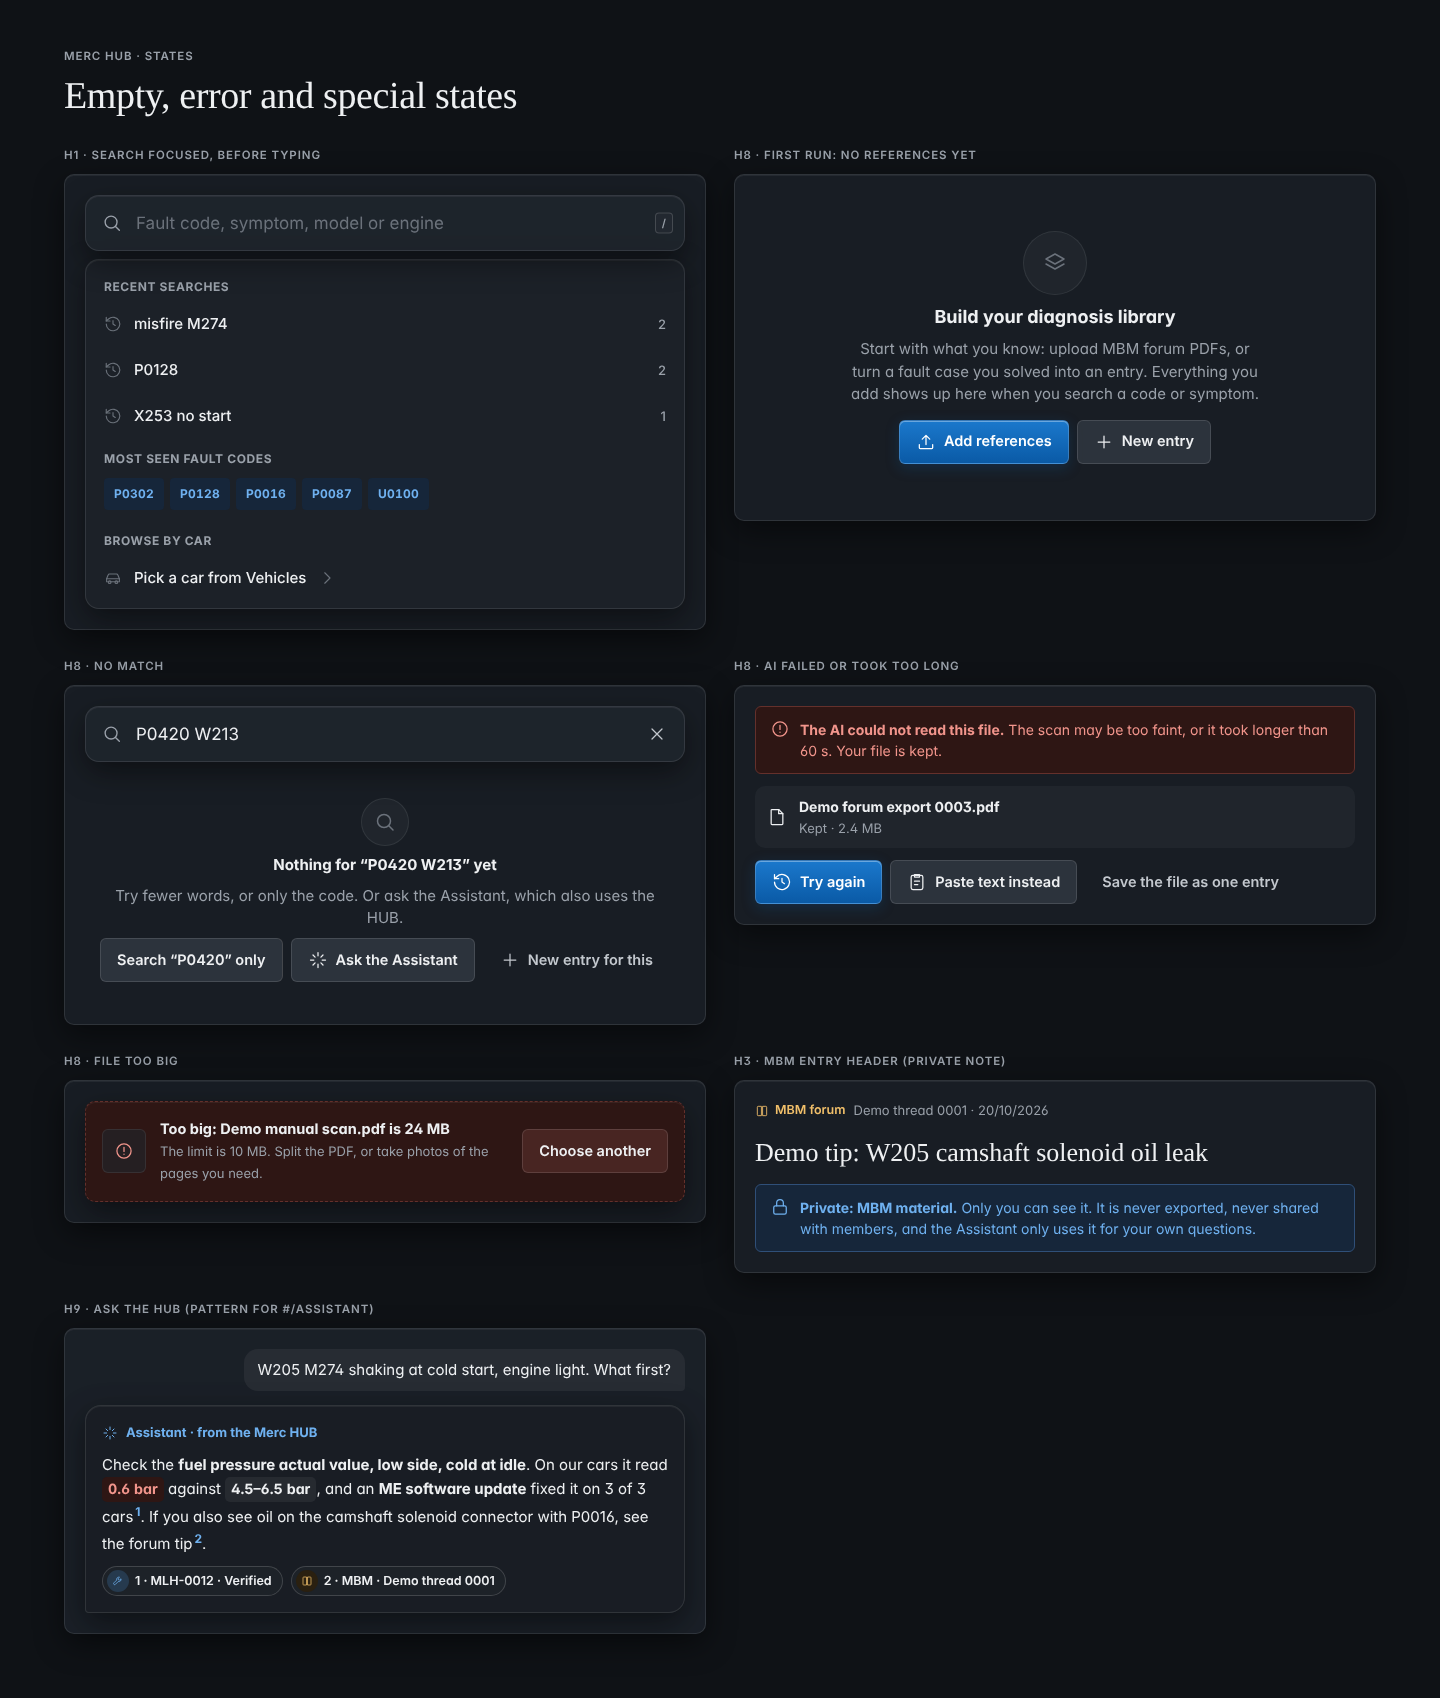 MERC HUB · STATES
Empty, error and special states
H1 · SEARCH FOCUSED, BEFORE TYPING
Fault code, symptom, model or engine
/
RECENT SEARCHES
misfire M274
2
P0128
2
X253 no start
1
MOST SEEN FAULT CODES
P0302 P0128 P0016 P0087 U0100
BROWSE BY CAR
Pick a car from Vehicles
H8 · FIRST RUN: NO REFERENCES YET
Build your diagnosis library
Start with what you know: upload MBM forum PDFs, or
turn a fault case you solved into an entry. Everything you
add shows up here when you search a code or symptom.
Add references
New entry
H8 · NO MATCH
P0420 W213
Nothing for “P0420 W213” yet
Try fewer words, or only the code. Or ask the Assistant, which also uses the
HUB.
Search “P0420” only
Ask the Assistant
New entry for this
H8 · AI FAILED OR TOOK TOO LONG
The AI could not read this file. The scan may be too faint, or it took longer than
60 s. Your file is kept.
Demo forum export 0003.pdf
Kept · 2.4 MB
Try again
Paste text instead
Save the file as one entry
H8 · FILE TOO BIG
Too big: Demo manual scan.pdf is 24 MB
The limit is 10 MB. Split the PDF, or take photos of the
pages you need.
Choose another
H3 · MBM ENTRY HEADER (PRIVATE NOTE)
MBM forum Demo thread 0001 · 20/10/2026
Demo tip: W205 camshaft solenoid oil leak
Private: MBM material. Only you can see it. It is never exported, never shared
with members, and the Assistant only uses it for your own questions.
H9 · ASK THE HUB (PATTERN FOR #/ASSISTANT)
W205 M274 shaking at cold start, engine light. What first?
Assistant · from the Merc HUB
Check the fuel pressure actual value, low side, cold at idle. On our cars it read
0.6 bar against 4.5–6.5 bar, and an ME software update fixed it on 3 of 3
cars 1. If you also see oil on the camshaft solenoid connector with P0016, see
the forum tip 2.
1 · MLH-0012 · Verified
2 · MBM · Demo thread 0001